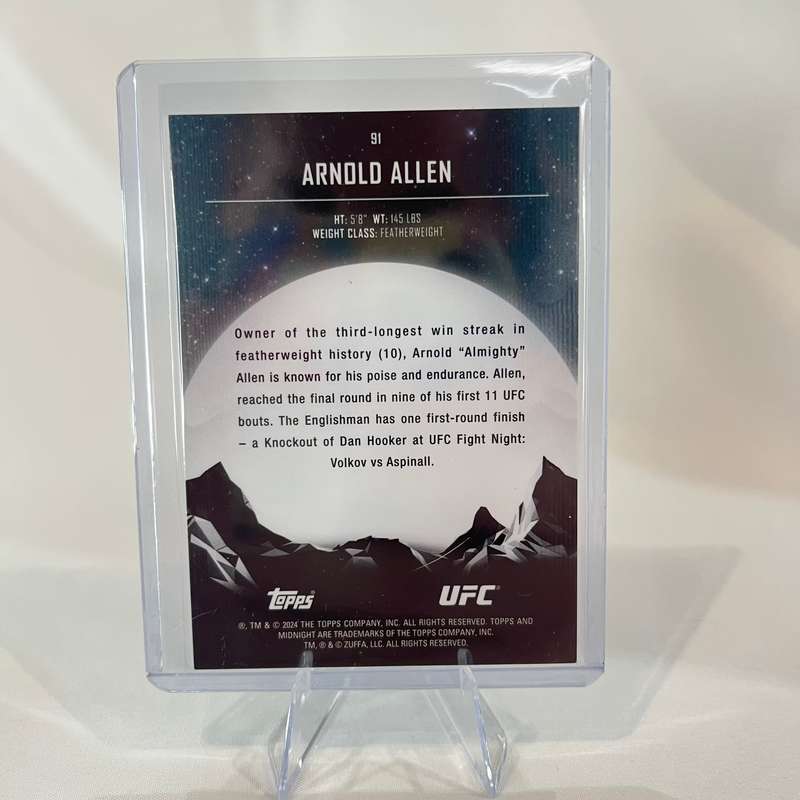 91
ARNOLD ALLEN
HT: 5'8" WT: 145 LBS
WEIGHT CLASS: FEATHERWEIGHT
Owner of the third-longest win streak in
featherweight history (10), Arnold “Almighty”
Allen is known for his poise and endurance. Allen,
reached the final round in nine of his first 11 UFC
bouts. The Englishman has one first-round finish
– a Knockout of Dan Hooker at UFC Fight Night:
Volkov vs Aspinall.
topps®
UFC®
®, TM & © 2024 THE TOPPS COMPANY, INC. ALL RIGHTS RESERVED. TOPPS AND
MIDNIGHT ARE TRADEMARKS OF THE TOPPS COMPANY, INC.
TM, ® & © ZUFFA, LLC. ALL RIGHTS RESERVED.